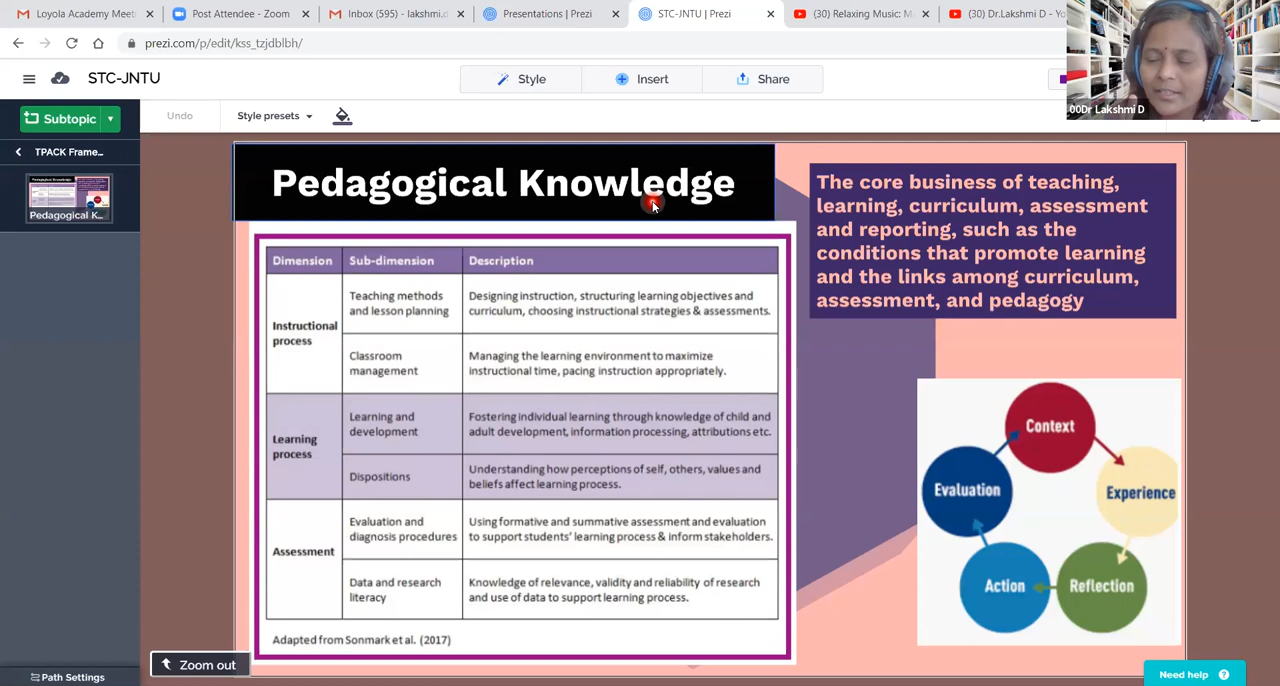 Loyola Academy Meeti
Post Attendee - Zoom
Inbox (595) - lakshmi.d
Presentations | Prezi
STC-JNTU | Prezi
(30) Relaxing Music: M
(30) Dr.Lakshmi D - Yo
prezi.com/p/edit/kss_tzjdblbh/
STC-JNTU
Style
Insert
Share
00Dr Lakshmi D
Subtopic
Undo
Style presets
TPACK Frame...
Pedagogical K...
Pedagogical Knowledge
The core business of teaching,
learning, curriculum, assessment
and reporting, such as the
conditions that promote learning
and the links among curriculum,
assessment, and pedagogy
Dimension Sub-dimension Description
Instructional
process
Teaching methods
and lesson planning
Designing instruction, structuring learning objectives and
curriculum, choosing instructional strategies & assessments.
Classroom
management
Managing the learning environment to maximize
instructional time, pacing instruction appropriately.
Learning
process
Learning and
development
Fostering individual learning through knowledge of child and
adult development, information processing, attributions etc.
Dispositions
Understanding how perceptions of self, others, values and
beliefs affect learning process.
Assessment
Evaluation and
diagnosis procedures
Using formative and summative assessment and evaluation
to support students' learning process & inform stakeholders.
Data and research
literacy
Knowledge of relevance, validity and reliability of research
and use of data to support learning process.
Adapted from Sonmark et al. (2017)
Context
Experience
Reflection
Action
Evaluation
Zoom out
Path Settings
Need help ?